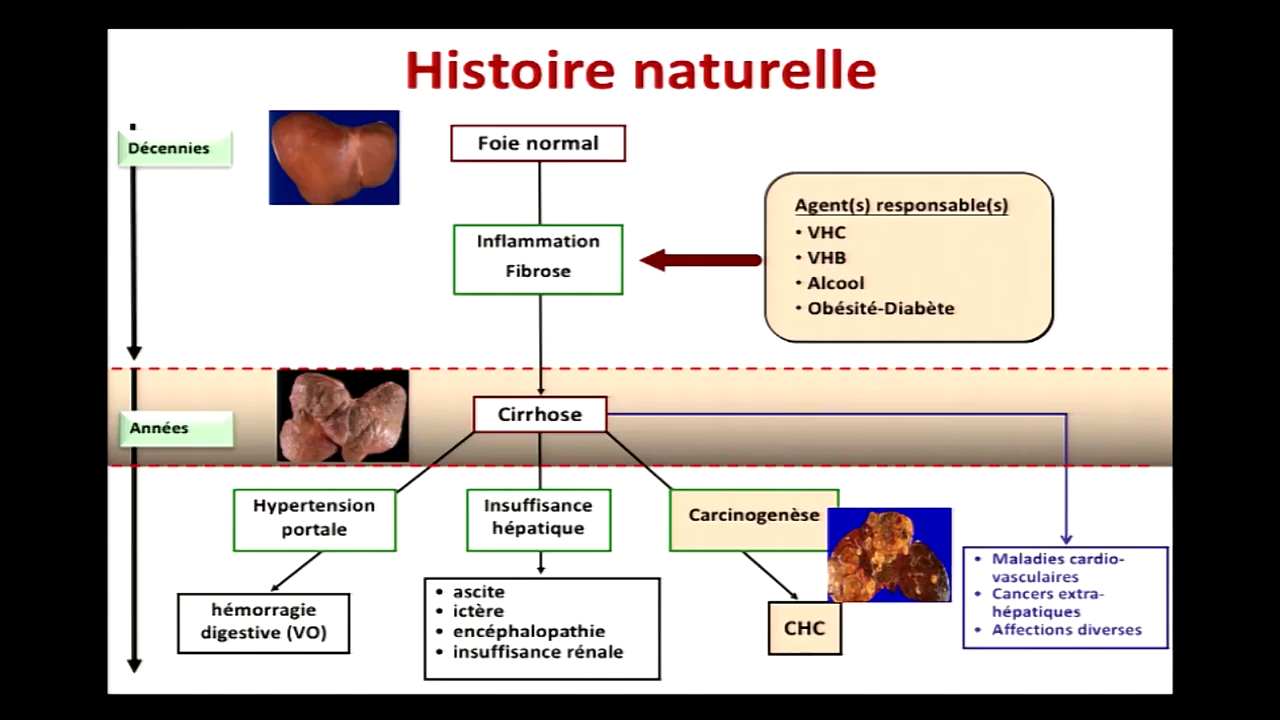 Histoire naturelle
Décennies
Foie normal
Inflammation
Fibrose
Agent(s) responsable(s)
• VHC
• VHB
• Alcool
• Obésité-Diabète
Années
Cirrhose
Hypertension
portale
Insuffisance
hépatique
Carcinogenèse
hémorragie
digestive (VO)
• ascite
• ictère
• encéphalopathie
• insuffisance rénale
CHC
• Maladies cardio-
vasculaires
• Cancers extra-
hépatiques
• Affections diverses